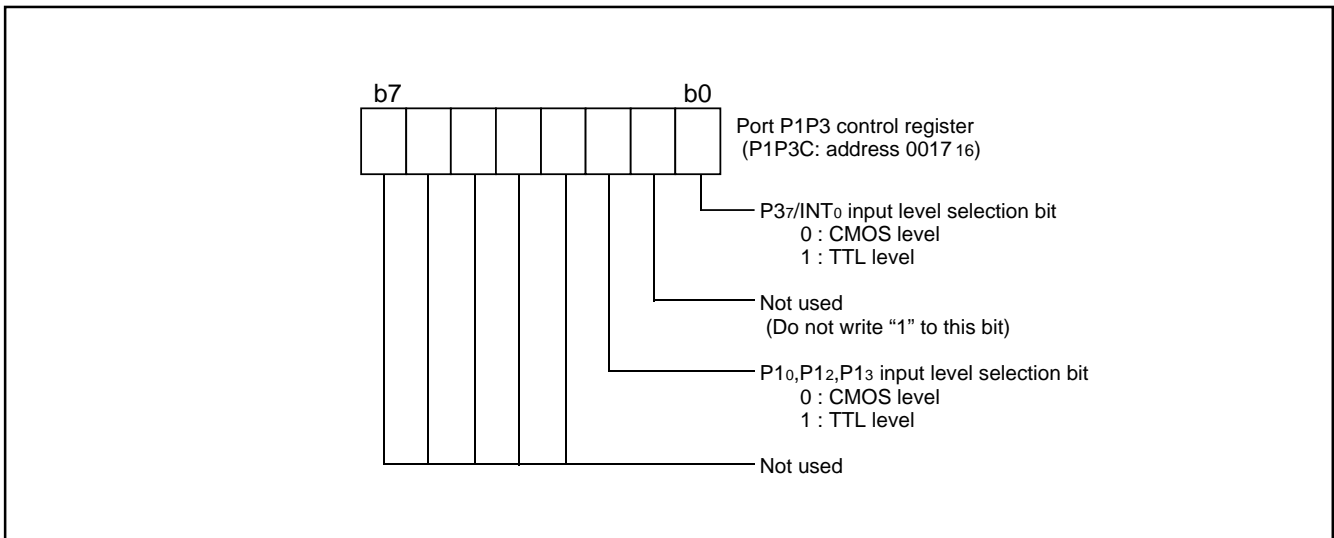 b7 b0
Port P1P3 control register
(P1P3C: address 0017 16)
P37/INT0 input level selection bit
0 : CMOS level
1 : TTL level
Not used
(Do not write “1” to this bit)
P10,P12,P13 input level selection bit
0 : CMOS level
1 : TTL level
Not used